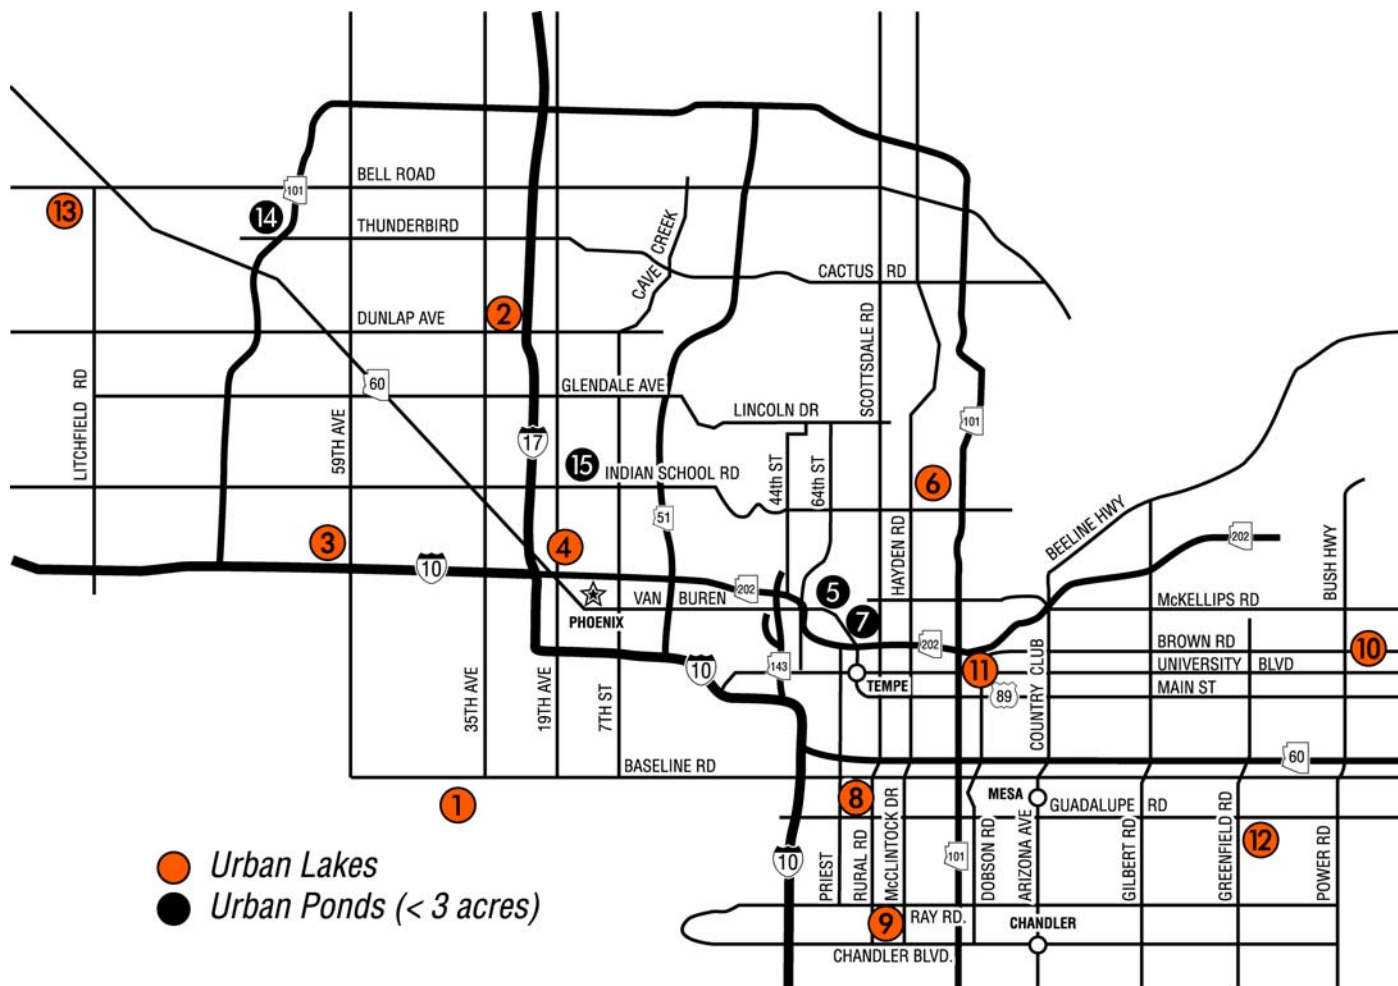 BELL ROAD
101
13
14
THUNDERBIRD
CAVE CREEK
CACTUS RD
2
DUNLAP AVE
SCOTTSDALE RD
LITCHFIELD RD
60
GLENDALE AVE
59TH AVE
LINCOLN DR
101
17
15
INDIAN SCHOOL RD
44th ST
64th ST
6
51
HAYDEN RD
BEELINE HWY
202
BUSH HWY
3
4
10
202
VAN BUREN
5
McKELLIPS RD
PHOENIX
7
202
BROWN RD
10
10
143
11
UNIVERSITY BLVD
TEMPE
89
MAIN ST
COUNTRY CLUB
35TH AVE
19TH AVE
7TH ST
60
BASELINE RD
1
8
MESA
GUADALUPE RD
McCLINTOCK DR
12
10
101
PRIEST
RURAL RD
DOBSON RD
ARIZONA AVE
GILBERT RD
GREENFIELD RD
POWER RD
Urban Lakes
Urban Ponds (< 3 acres)
9
RAY RD.
CHANDLER
CHANDLER BLVD.